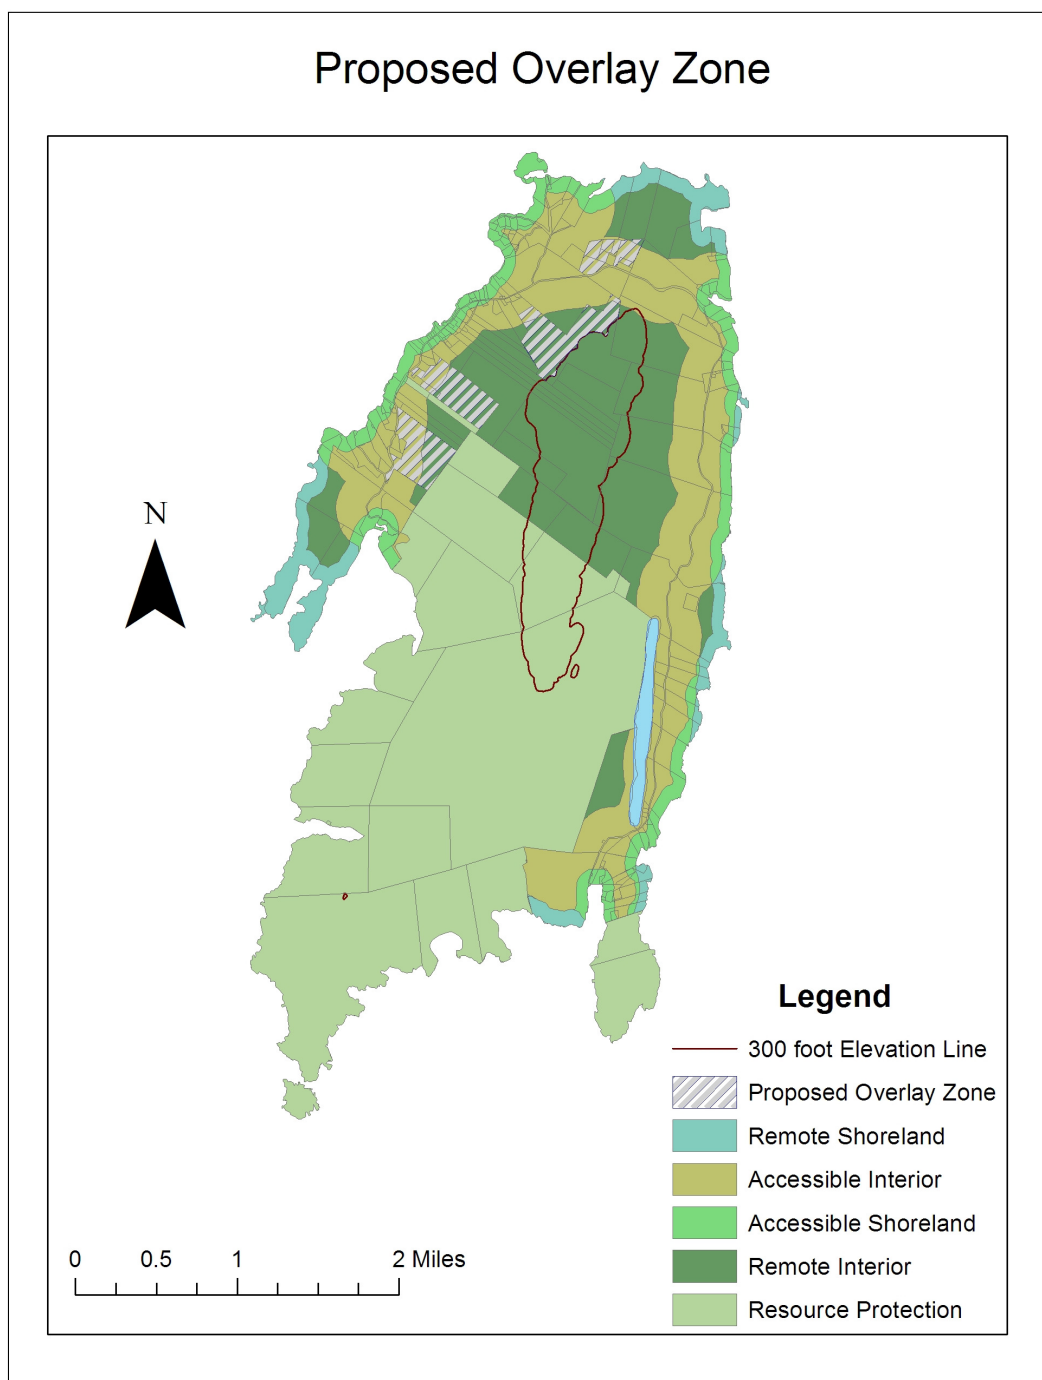 Proposed Overlay Zone
N
Legend
300 foot Elevation Line
Proposed Overlay Zone
Remote Shoreland
Accessible Interior
Accessible Shoreland
Remote Interior
Resource Protection
0 0.5 1 2 Miles